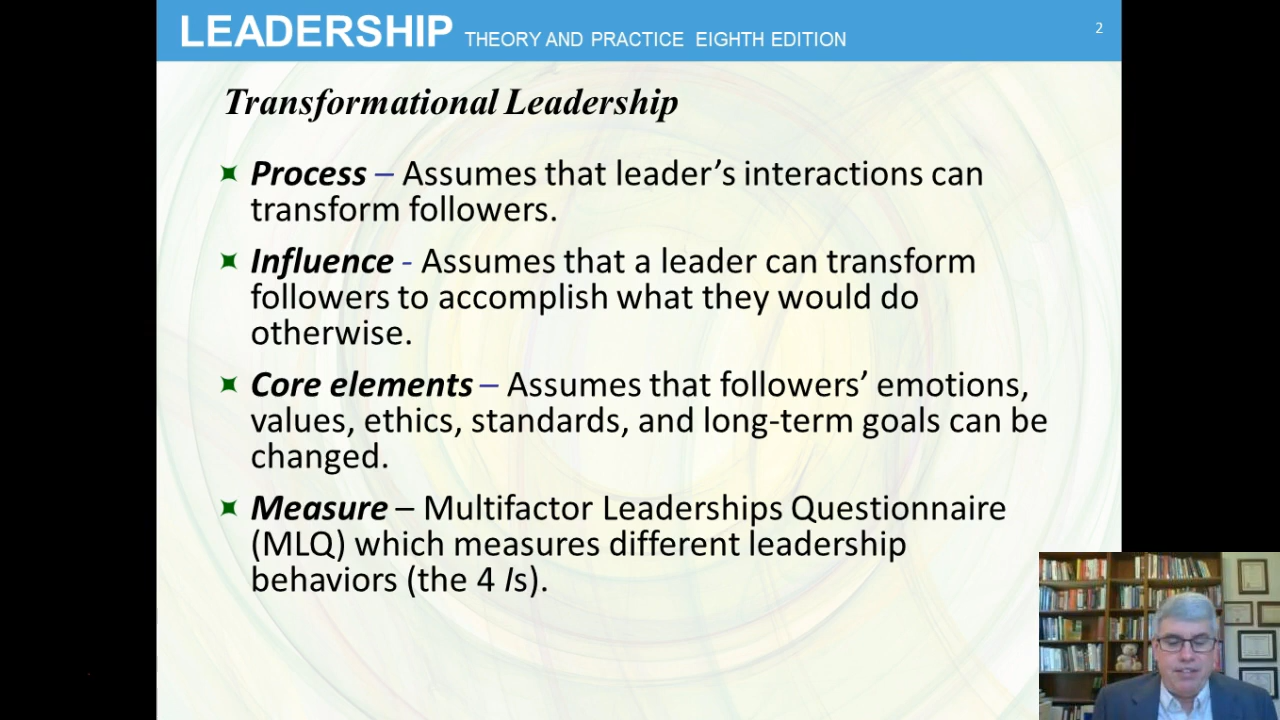 LEADERSHIP THEORY AND PRACTICE EIGHTH EDITION 2
Transformational Leadership
Process – Assumes that leader’s interactions can
transform followers.
Influence - Assumes that a leader can transform
followers to accomplish what they would do
otherwise.
Core elements – Assumes that followers’ emotions,
values, ethics, standards, and long-term goals can be
changed.
Measure – Multifactor Leaderships Questionnaire
(MLQ) which measures different leadership
behaviors (the 4 Is).